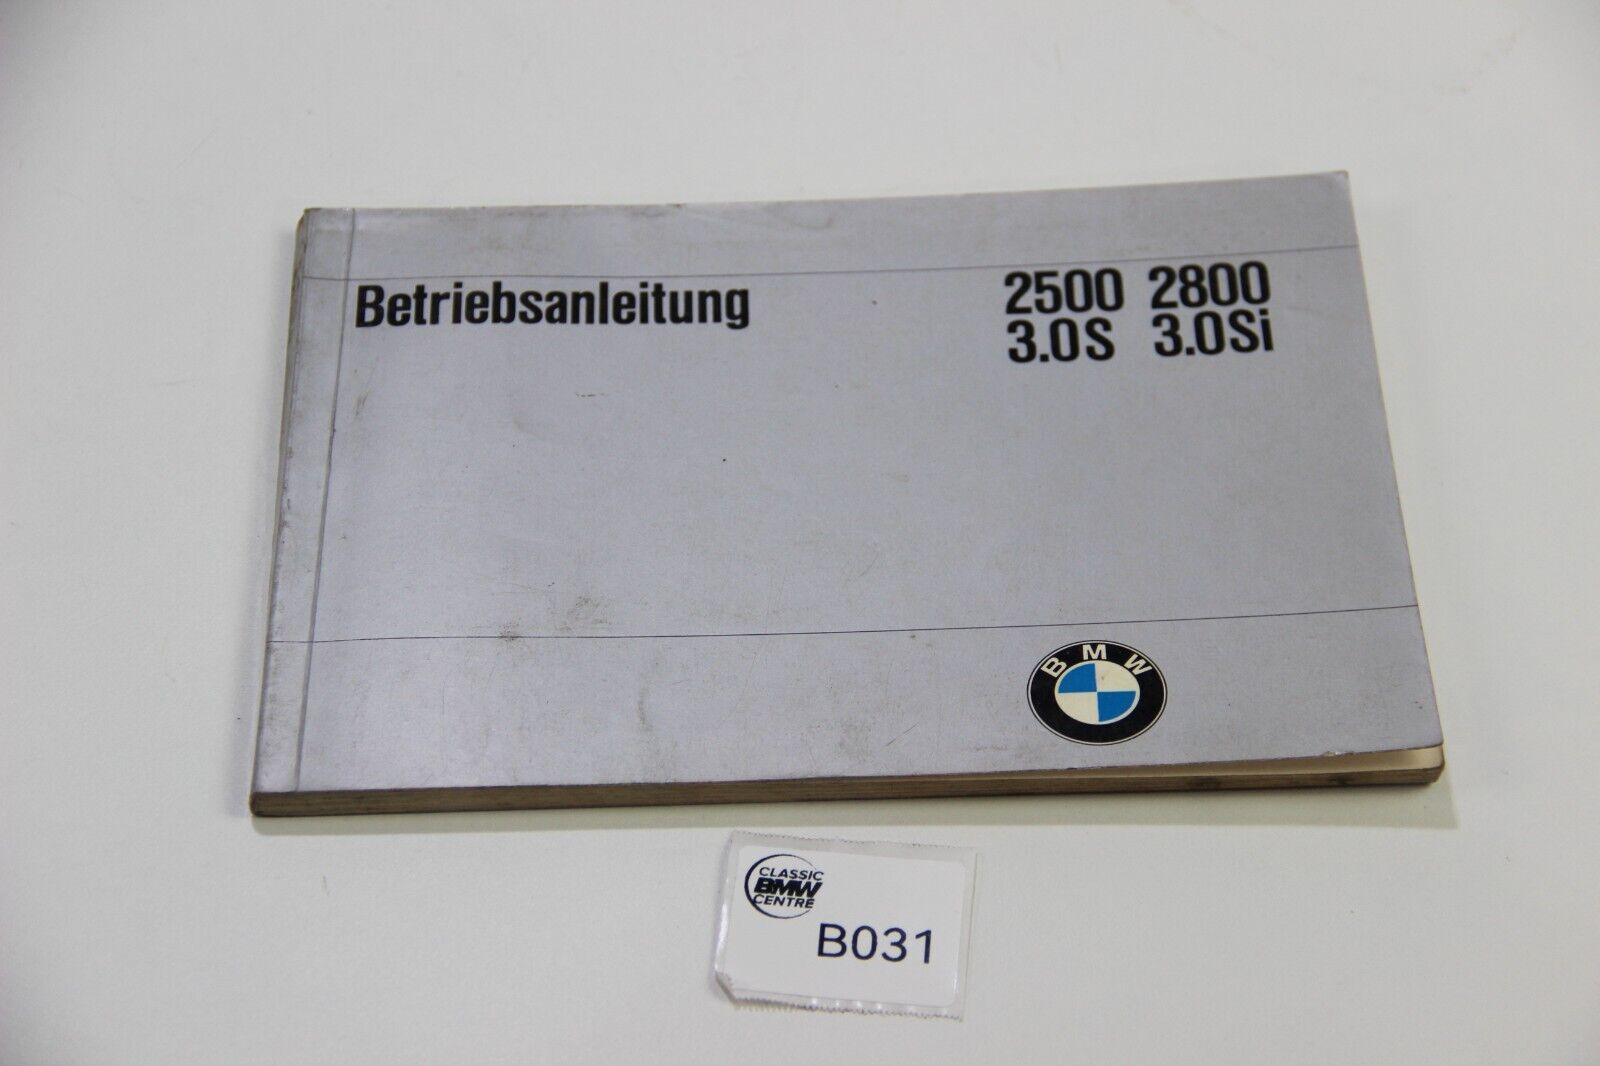 Betriebsanleitung
2500 2800
3.0S 3.0Si
BMW
CLASSIC
BMW
CENTRE
B031